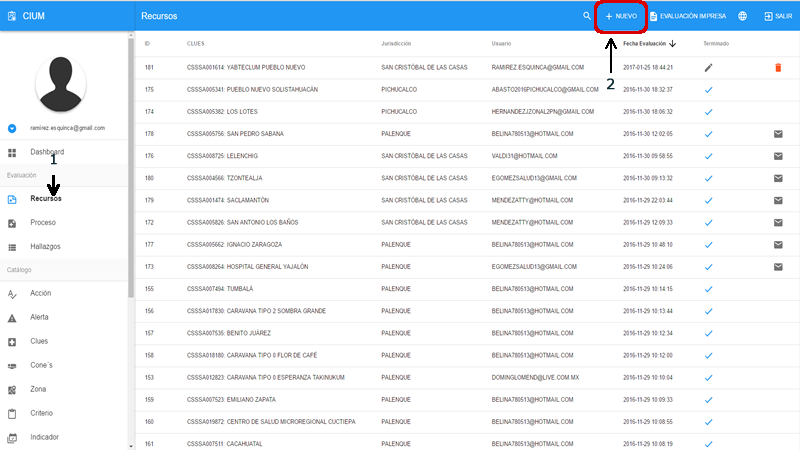 CIUM
Recursos
NUEVO
EVALUACIÓN IMPRESA
SALIR
2
ramirez.esquinca@gmail.com
Dashboard
1
Evaluación
Recursos
Proceso
Hallazgos
Catálogo
Acción
Alerta
Clues
Cone´s
Zona
Criterio
Indicador
ID CLUES Jurisdicción Usuario Fecha Evaluación Terminado
181 CSSSA001614: YABTECLUM PUEBLO NUEVO SAN CRISTÓBAL DE LAS CASAS RAMIREZ.ESQUINCA@GMAIL.COM 2017-01-25 18:44:21
175 CSSSA005341: PUEBLO NUEVO SOLISTAHUACÁN PICHUCALCO ABASTO2016PICHUCALCO@GMAIL.COM 2016-11-30 18:32:37
174 CSSSA005382: LOS LOTES PICHUCALCO HERNANDEZJZONAL2PN@GMAIL.COM 2016-11-30 18:06:32
178 CSSSA005756: SAN PEDRO SABANA PALENQUE BELINA780513@HOTMAIL.COM 2016-11-30 12:02:05
176 CSSSA008725: LELENCHIG SAN CRISTÓBAL DE LAS CASAS VALDI31@HOTMAIL.COM 2016-11-30 09:58:55
180 CSSSA004566: TZONTEALJA SAN CRISTÓBAL DE LAS CASAS EGOMEZSALUD13@GMAIL.COM 2016-11-30 09:13:32
179 CSSSA001474: SACLAMANTÓN SAN CRISTÓBAL DE LAS CASAS MENDEZATTY@HOTMAIL.COM 2016-11-29 22:03:44
172 CSSSA005826: SAN ANTONIO LOS BAÑOS SAN CRISTÓBAL DE LAS CASAS MENDEZATTY@HOTMAIL.COM 2016-11-29 12:09:33
177 CSSSA005662: IGNACIO ZARAGOZA PALENQUE BELINA780513@HOTMAIL.COM 2016-11-29 10:48:10
173 CSSSA008264: HOSPITAL GENERAL YAJALÓN PALENQUE EGOMEZSALUD13@GMAIL.COM 2016-11-29 10:24:06
155 CSSSA007494: TUMBALÁ PALENQUE BELINA780513@HOTMAIL.COM 2016-11-29 10:14:15
156 CSSSA017830: CARAVANA TIPO 2 SOMBRA GRANDE PALENQUE BELINA780513@HOTMAIL.COM 2016-11-29 10:13:44
157 CSSSA007535: BENITO JUÁREZ PALENQUE BELINA780513@HOTMAIL.COM 2016-11-29 10:12:34
158 CSSSA018180: CARAVANA TIPO 0 FLOR DE CAFÉ PALENQUE BELINA780513@HOTMAIL.COM 2016-11-29 10:12:00
153 CSSSA012823: CARAVANA TIPO 0 ESPERANZA TAKINUKUM PALENQUE DOMINGLOMEND@LIVE.COM.MX 2016-11-29 10:10:04
159 CSSSA007523: EMILIANO ZAPATA PALENQUE BELINA780513@HOTMAIL.COM 2016-11-29 10:09:33
160 CSSSA019872: CENTRO DE SALUD MICROREGIONAL CUCTIEPA PALENQUE BELINA780513@HOTMAIL.COM 2016-11-29 10:08:55
161 CSSSA007511: CACAHUATAL PALENQUE BELINA780513@HOTMAIL.COM 2016-11-29 10:08:19